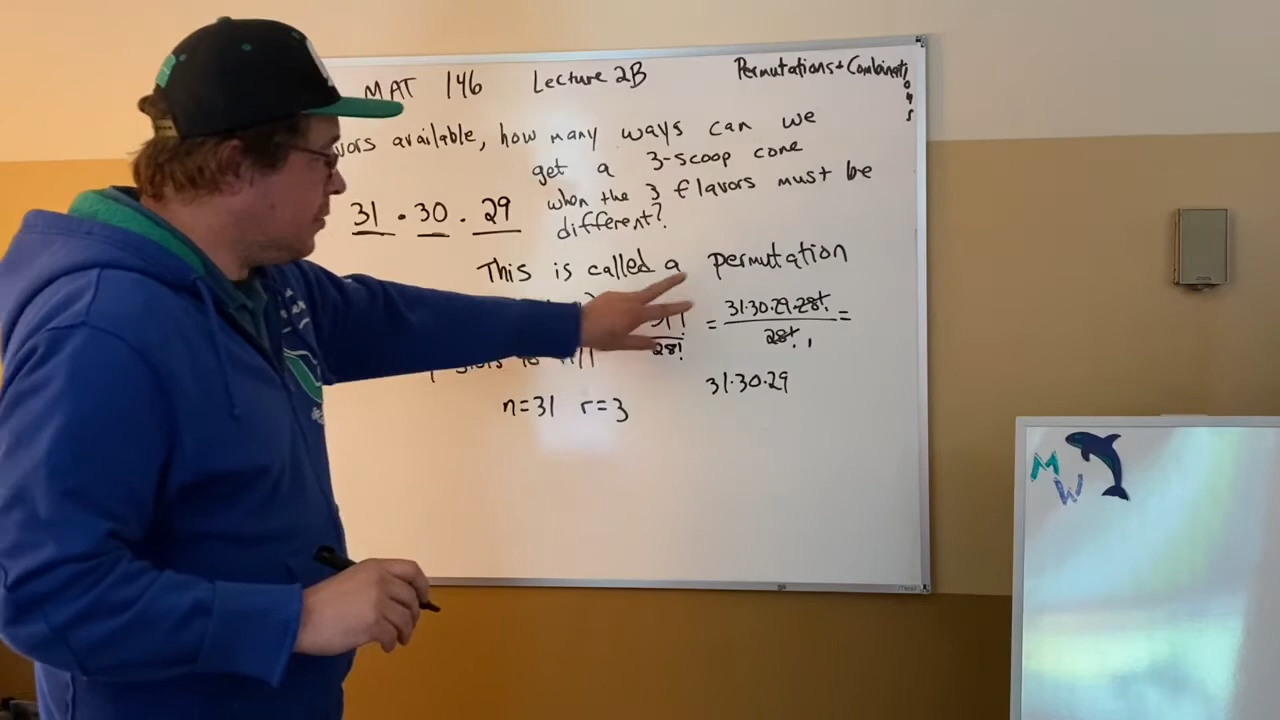 MAT 146 Lecture 2B Permutations + Combinations
available, how many ways can we
get a 3-scoop cone
when the 3 flavors must be
different?
31 · 30 · 29
This is called a permutation
31! / 28! = 31·30·29·28! / 28! =
31·30·29
n=31 r=3
M
W